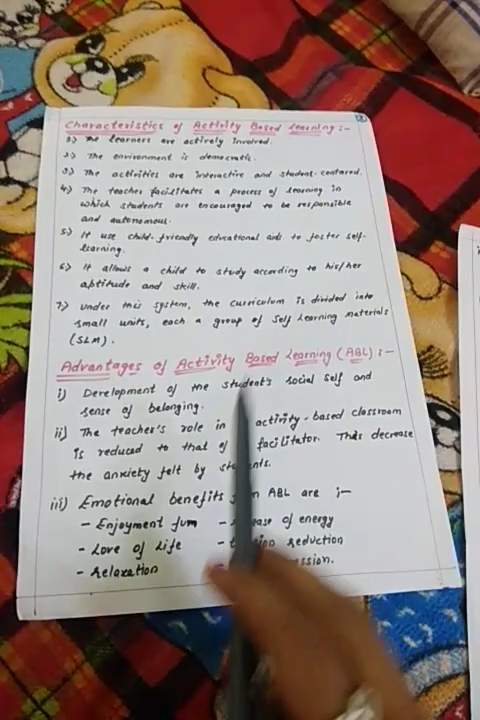 Characteristics of Activity Based Learning :-
1) The learners are actively involved.
2) The environment is democratic.
3) The activities are interactive and student-centared.
4) The teacher facilitates a process of learning in
which students are encouraged to be responsible
and autonomous.
5) It use child-friendly educational aids to foster self-
learning.
6) It allows a child to study according to his/her
aptitude and skill.
7) Under this system, the curriculum is divided into
small units, each a group of Self Learning materials
(SLM).
Advantages of Activity Based Learning (ABL) :-
i) Development of the student's social self and
sense of belonging.
ii) The teacher's role in activity-based classroom
is reduced to that of facilitator. This decrease
the anxiety felt by
iii) Emotional benefits ABL are ;-
- Enjoyment fum - of energy
- Love of Life - reduction
- relaxation -